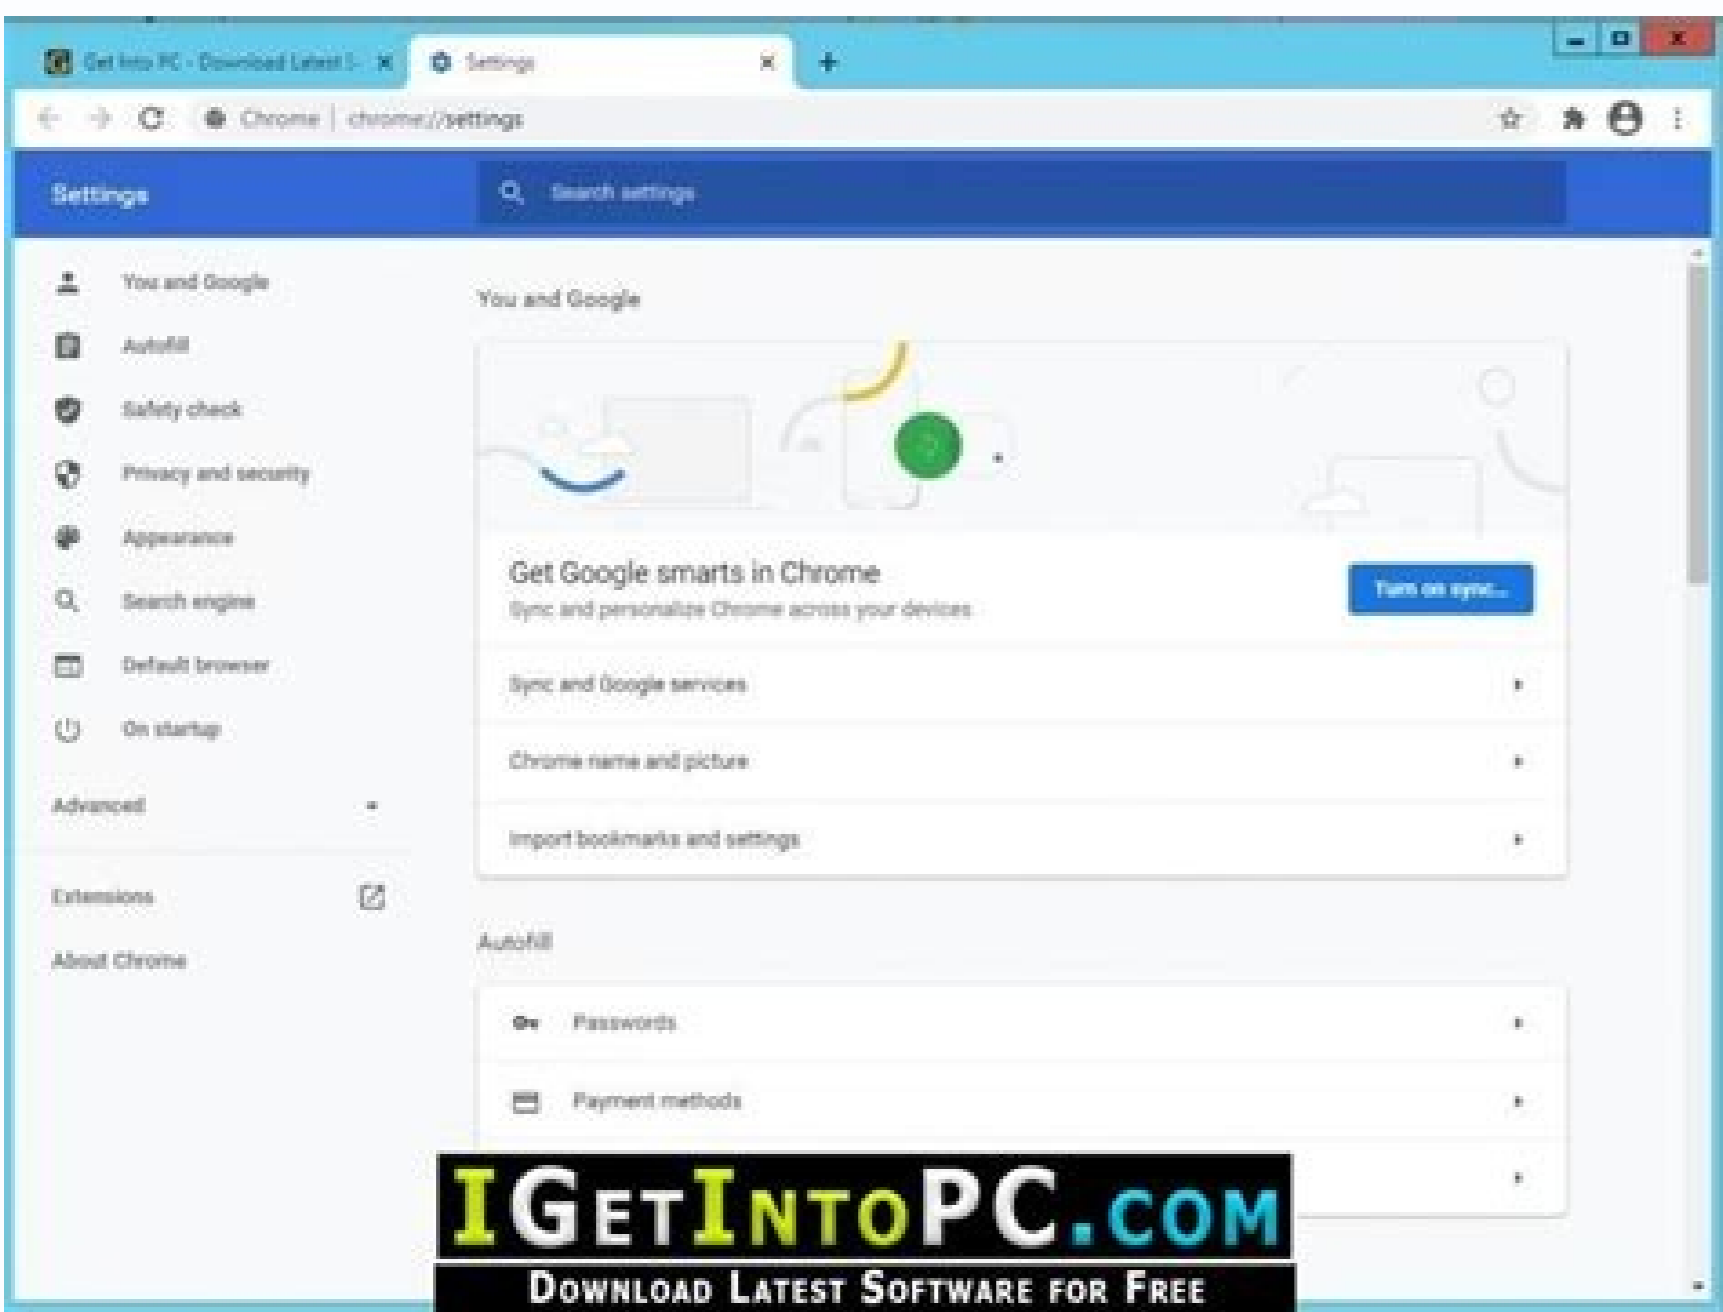 Get Into PC - Download Latest S
Settings
Chrome | chrome://settings
Settings
Search settings
You and Google
Autofill
Safety check
Privacy and security
Appearance
Search engine
Default browser
On startup
Advanced
Extensions
About Chrome
You and Google
Get Google smarts in Chrome
Sync and personalize Chrome across your devices
Turn on sync...
Sync and Google services
Chrome name and picture
Import bookmarks and settings
Autofill
Passwords
Payment methods
IGETINTOPC.COM
DOWNLOAD LATEST SOFTWARE FOR FREE